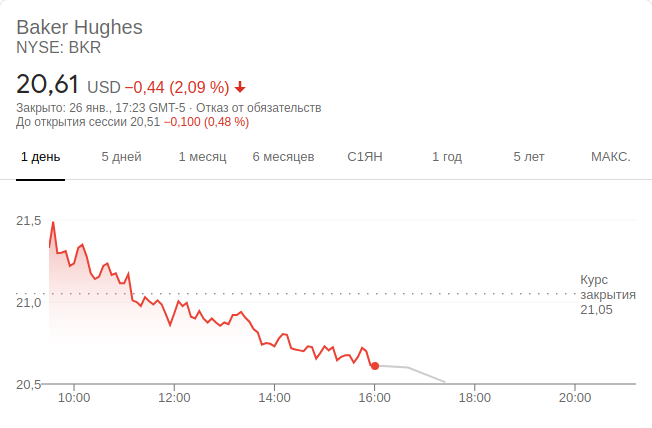 Baker Hughes
NYSE: BKR
20,61 USD −0,44 (2,09 %)
Закрыто: 26 янв., 17:23 GMT-5 · Отказ от обязательств
До открытия сессии 20,51 −0,100 (0,48 %)
1 день 5 дней 1 месяц 6 месяцев С1ЯН 1 год 5 лет МАКС.
21,5
Курс
21,0 закрытия
21,05
20,5
10:00 12:00 14:00 16:00 18:00 20:00